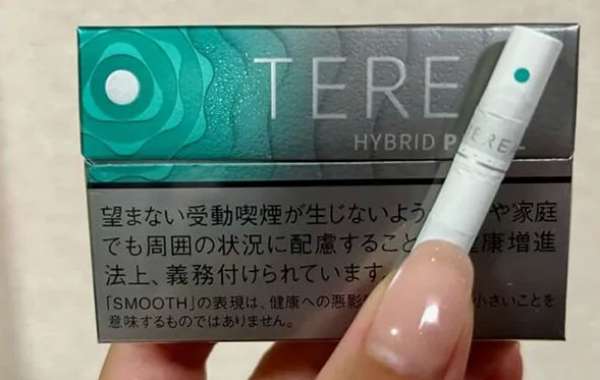 TERE
HYBRID P
EREL
望まない受動喫煙が生じないよう や家庭
でも周囲の状況に配慮すること 健康増進
法上、義務付けられています
「SMOOTH」の表現は、健康への悪影 小さいことを
意味するものではありません。